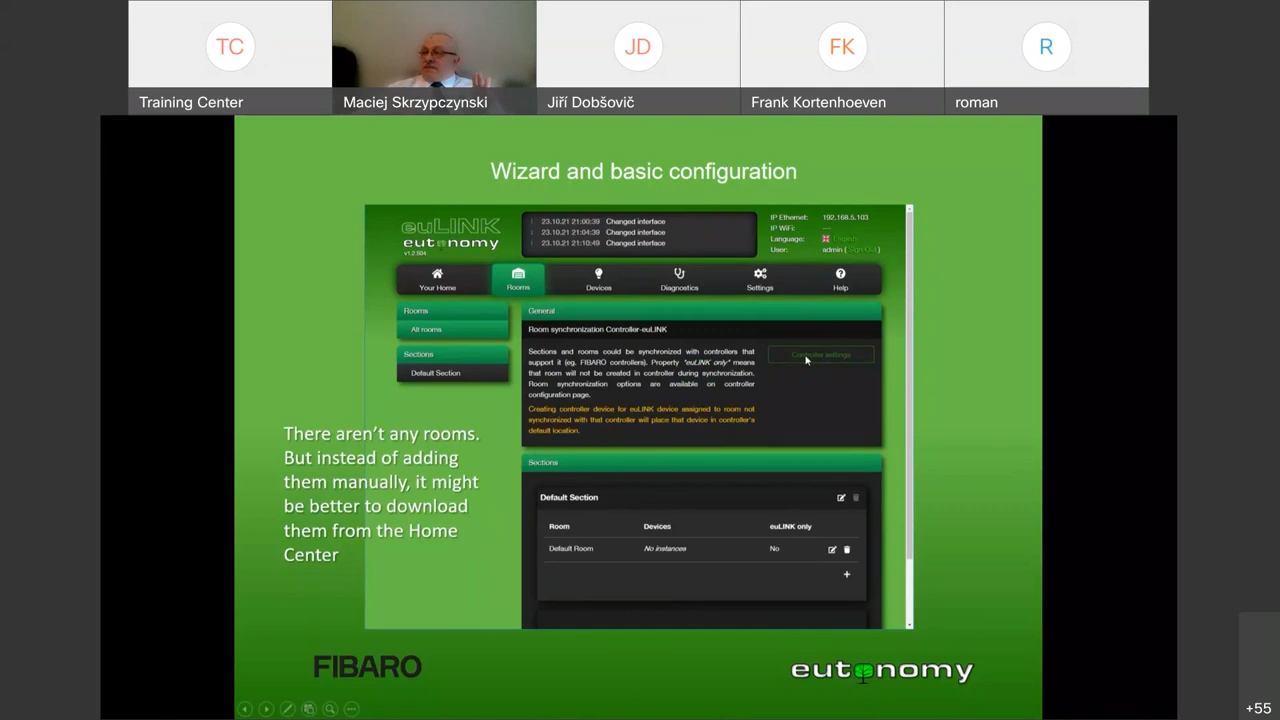 TC
JD
FK
R
Training Center
Maciej Skrzypczynski
Jiří Dobšovič
Frank Kortenhoeven
roman
Wizard and basic configuration
euLINK
eutonomy
v1.2.504
23.10.21 21:00:39 Changed interface
23.10.21 21:04:39 Changed interface
23.10.21 21:10:49 Changed interface
IP Ethernet: 192.168.5.103
IP WiFi: ---
Language: English
User: admin ( Sign Out )
Your Home
Rooms
Devices
Diagnostics
Settings
Help
Rooms
All rooms
Sections
Default Section
General
Room synchronization Controller-euLINK
Sections and rooms could be synchronized with controllers that
support it (eg. FIBARO controllers). Property "euLINK only" means
that room will not be created in controller during synchronization.
Room synchronization options are available on controller
configuration page.
Creating controller device for euLINK device assigned to room not
synchronized with that controller will place that device in controller's
default location.
Controller settings
Sections
Default Section
Room Devices euLINK only
Default Room No instances No
+
There aren't any rooms.
But instead of adding
them manually, it might
be better to download
them from the Home
Center
FIBARO
eutonomy
+55